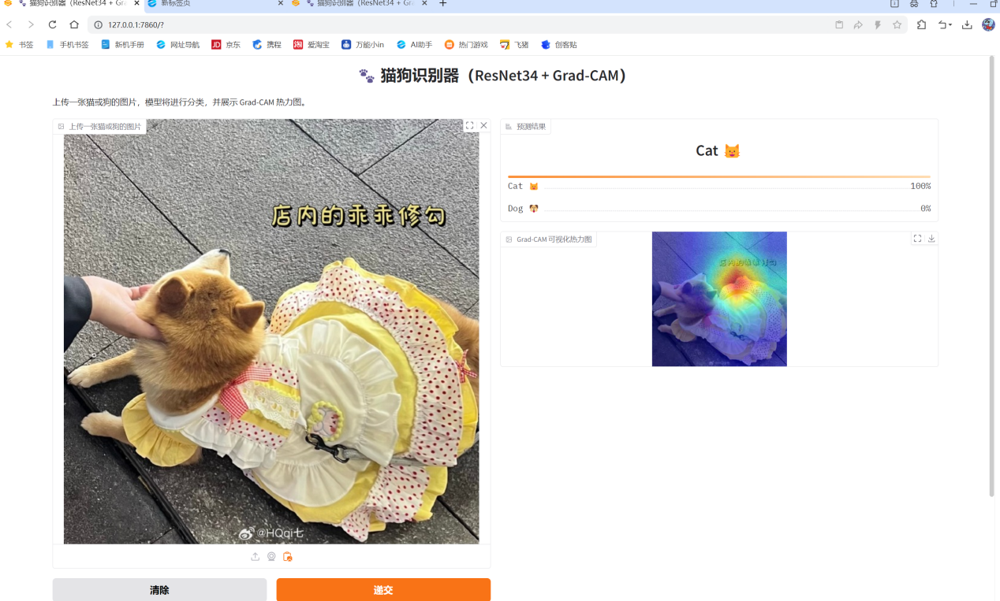 猫狗识别器（ResNet34 + Gra
新标签页
猫狗识别器（ResNet34 + Gr
127.0.0.1:7860/?
书签 手机书签 新机手册 网址导航 京东 携程 爱淘宝 万能小in AI助手 热门游戏 飞猪 创客贴
🐾 猫狗识别器（ResNet34 + Grad-CAM）
上传一张猫或狗的图片，模型将进行分类，并展示 Grad-CAM 热力图。
上传一张猫或狗的图片
店内的乖乖修勾
@HQqi七
清除
递交
预测结果
Cat 🐱
Cat 🐱 100%
Dog 🐶 0%
Grad-CAM 可视化热力图